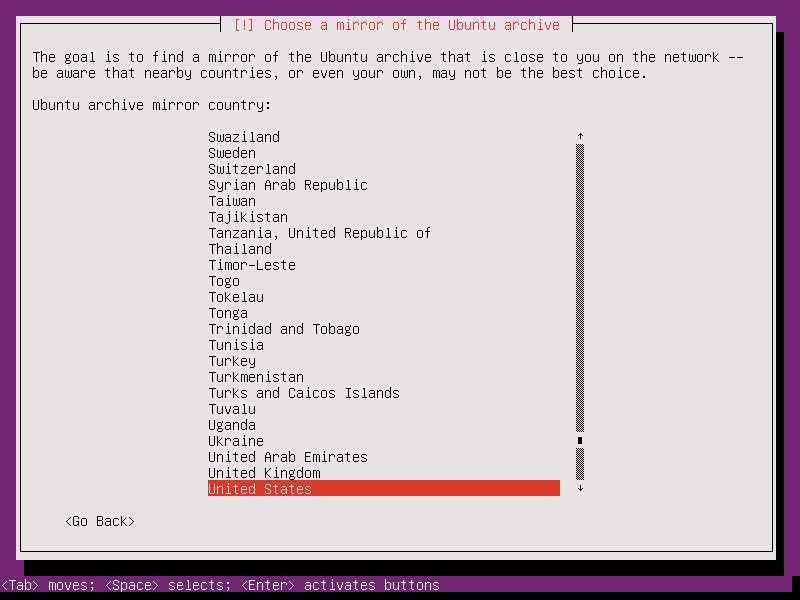 [!] Choose a mirror of the Ubuntu archive
The goal is to find a mirror of the Ubuntu archive that is close to you on the network --
be aware that nearby countries, or even your own, may not be the best choice.
Ubuntu archive mirror country:
Swaziland
Sweden
Switzerland
Syrian Arab Republic
Taiwan
Tajikistan
Tanzania, United Republic of
Thailand
Timor-Leste
Togo
Tokelau
Tonga
Trinidad and Tobago
Tunisia
Turkey
Turkmenistan
Turks and Caicos Islands
Tuvalu
Uganda
Ukraine
United Arab Emirates
United Kingdom
United States
<Go Back>
<Tab> moves; <Space> selects; <Enter> activates buttons